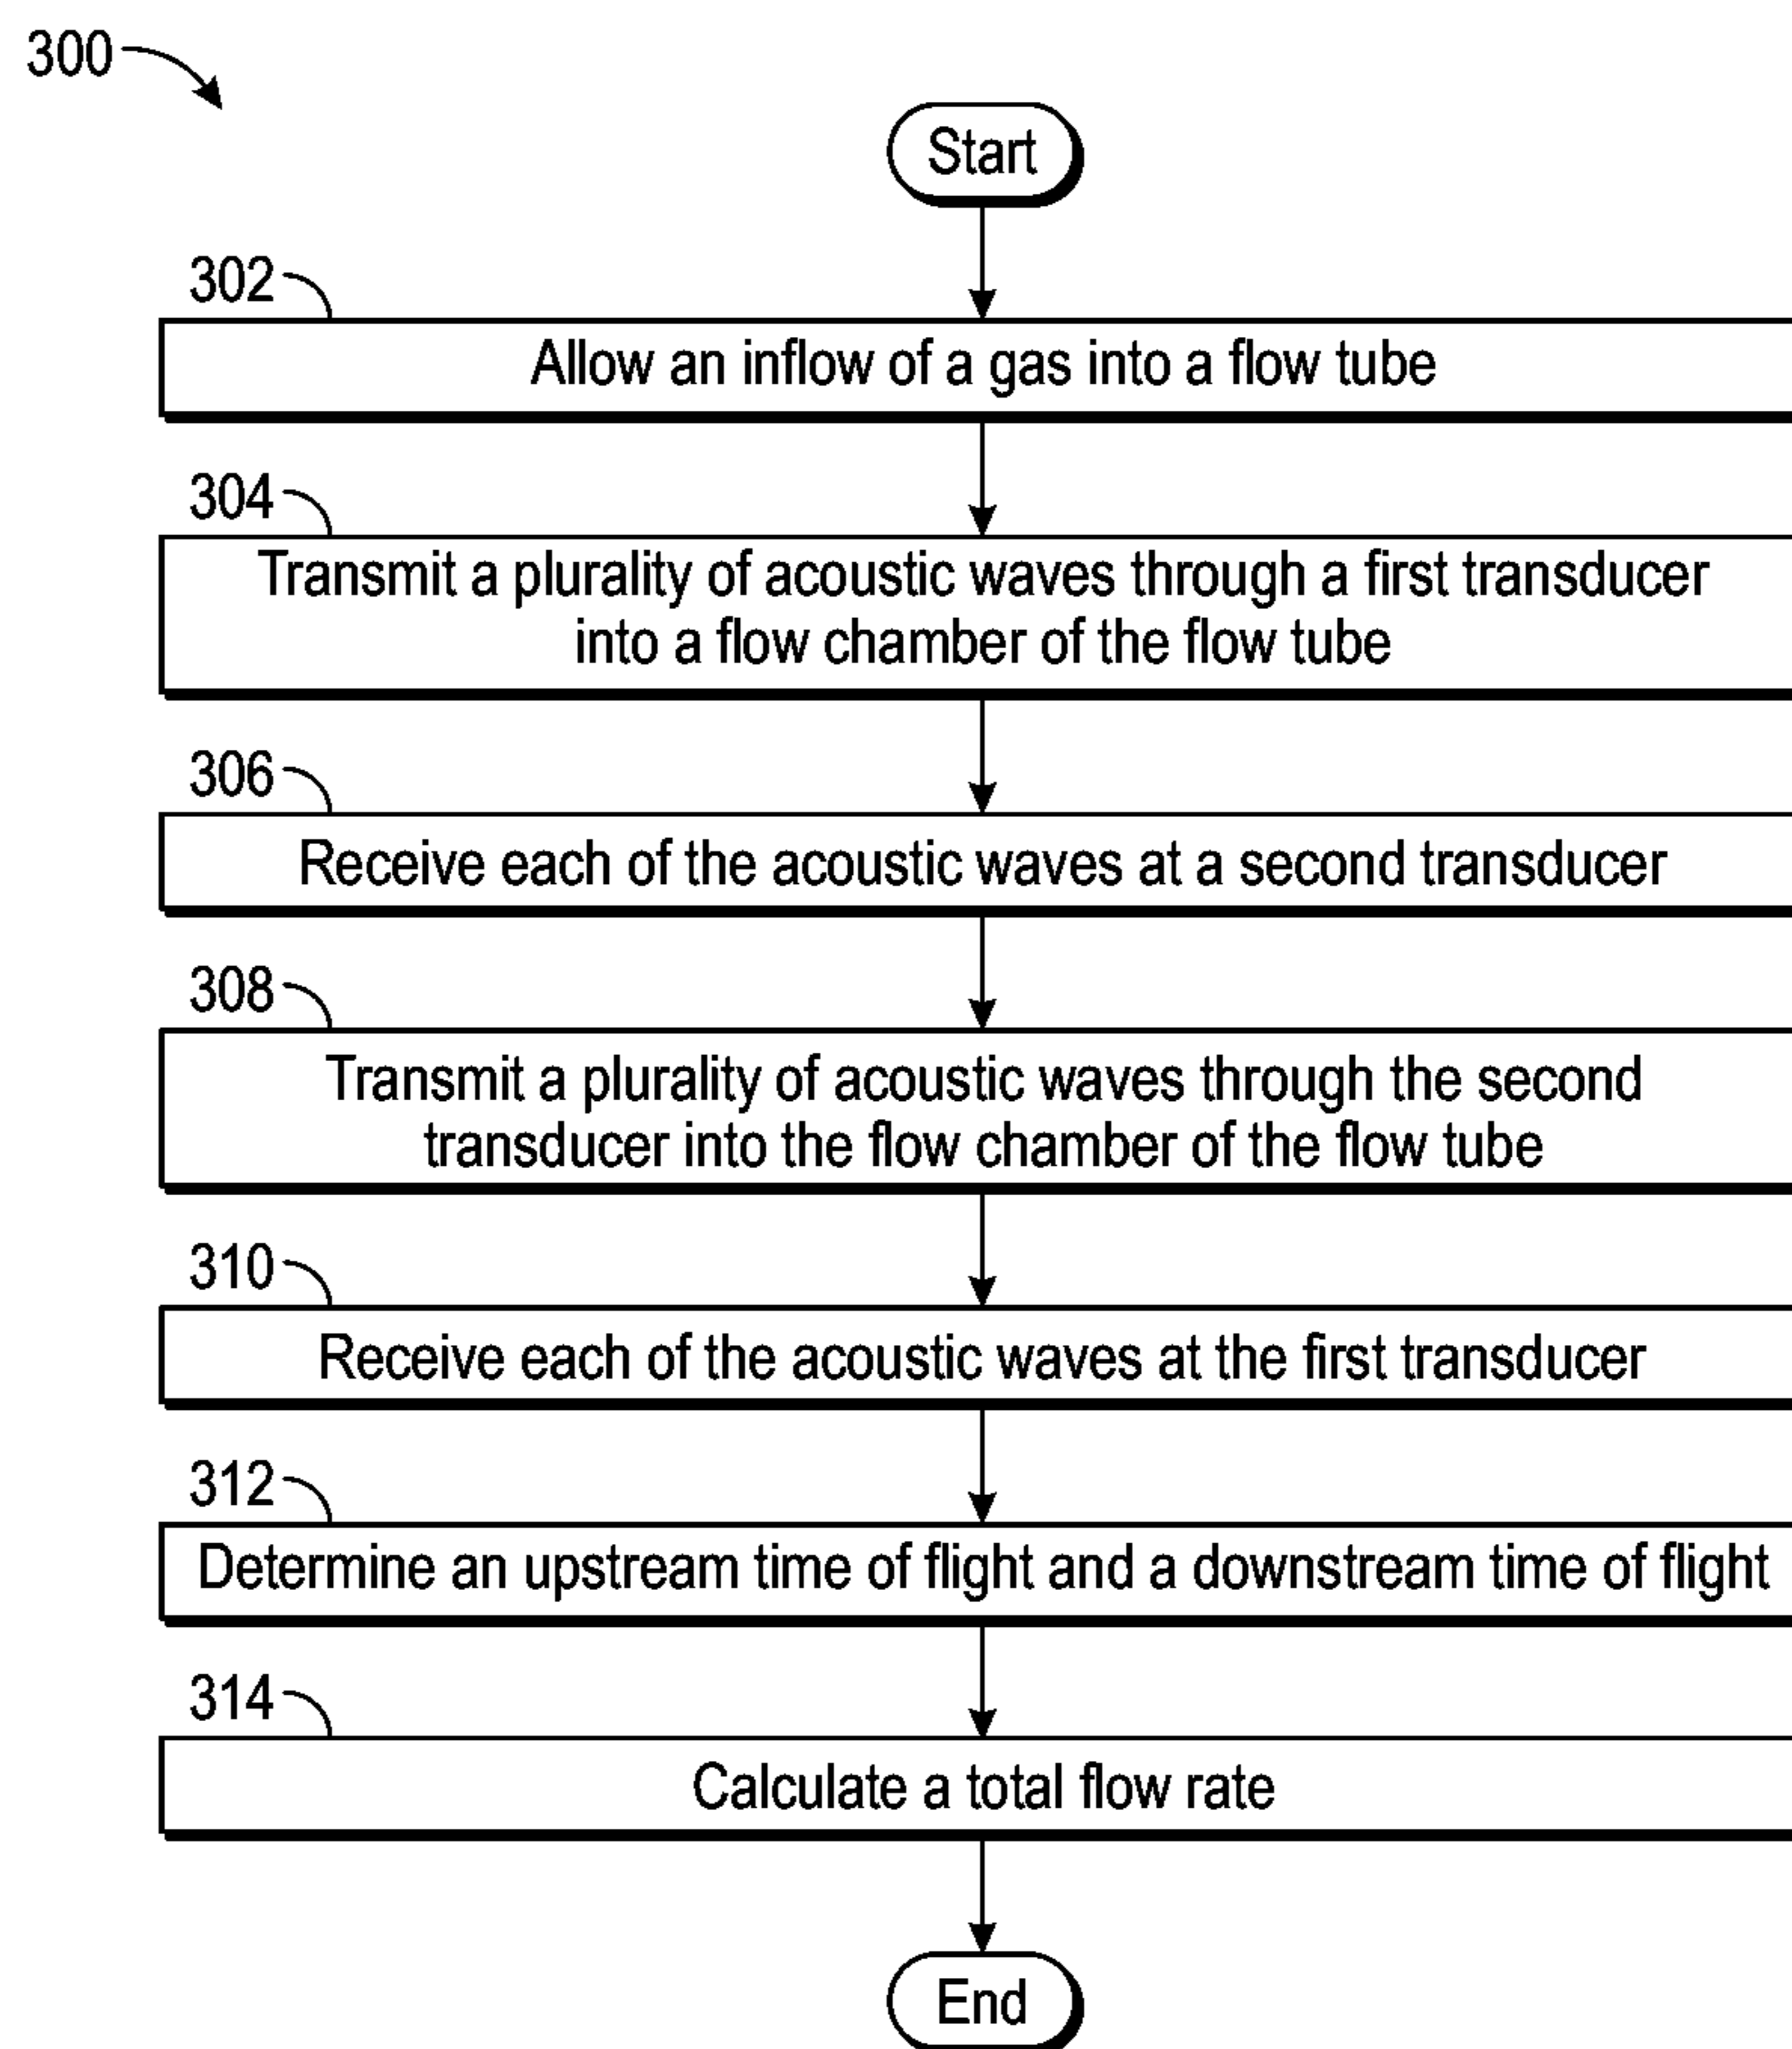 300
Start
302
Allow an inflow of a gas into a flow tube
304
Transmit a plurality of acoustic waves through a first transducer
into a flow chamber of the flow tube
306
Receive each of the acoustic waves at a second transducer
308
Transmit a plurality of acoustic waves through the second
transducer into the flow chamber of the flow tube
310
Receive each of the acoustic waves at the first transducer
312
Determine an upstream time of flight and a downstream time of flight
314
Calculate a total flow rate
End